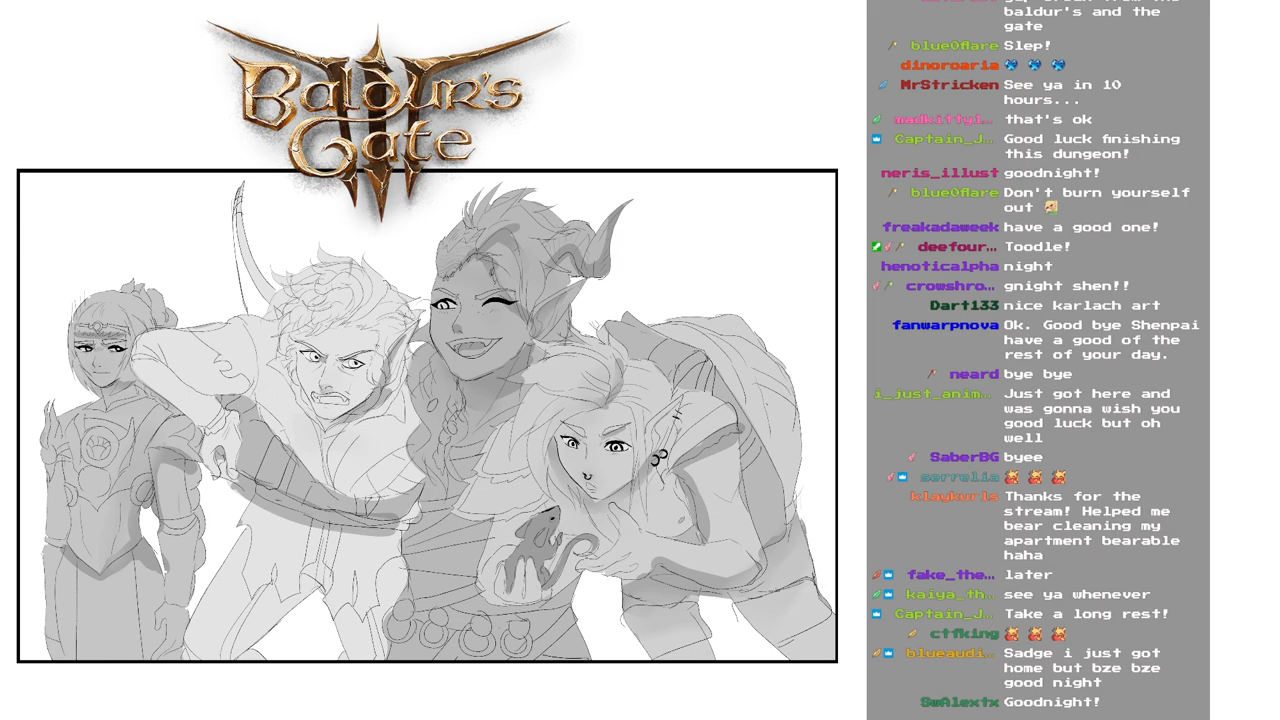 Baldur's
Gate
baldur's and the
gate
blue0flare Slep!
dinoroaria
MrStricken See ya in 10
hours...
madkitty1… that's ok
Captain_J… Good luck finishing
this dungeon!
neris_illust goodnight!
blue0flare Don't burn yourself
out
freakadaweek have a good one!
deefour… Toodle!
henoticalpha night
crowshro… gnight shen!!
Dart133 nice karlach art
fanwarpnova Ok. Good bye Shenpai
have a good of the
rest of your day.
neard bye bye
i_just_anim… Just got here and
was gonna wish you
good luck but oh
well
SaberBG byee
serrelis
klaykurls Thanks for the
stream! Helped me
bear cleaning my
apartment bearable
haha
fake_the… later
kaiya_th… see ya whenever
Captain_J… Take a long rest!
ctfking
blueaudi… Sadge i just got
home but bze bze
good night
SwAlextx Goodnight!